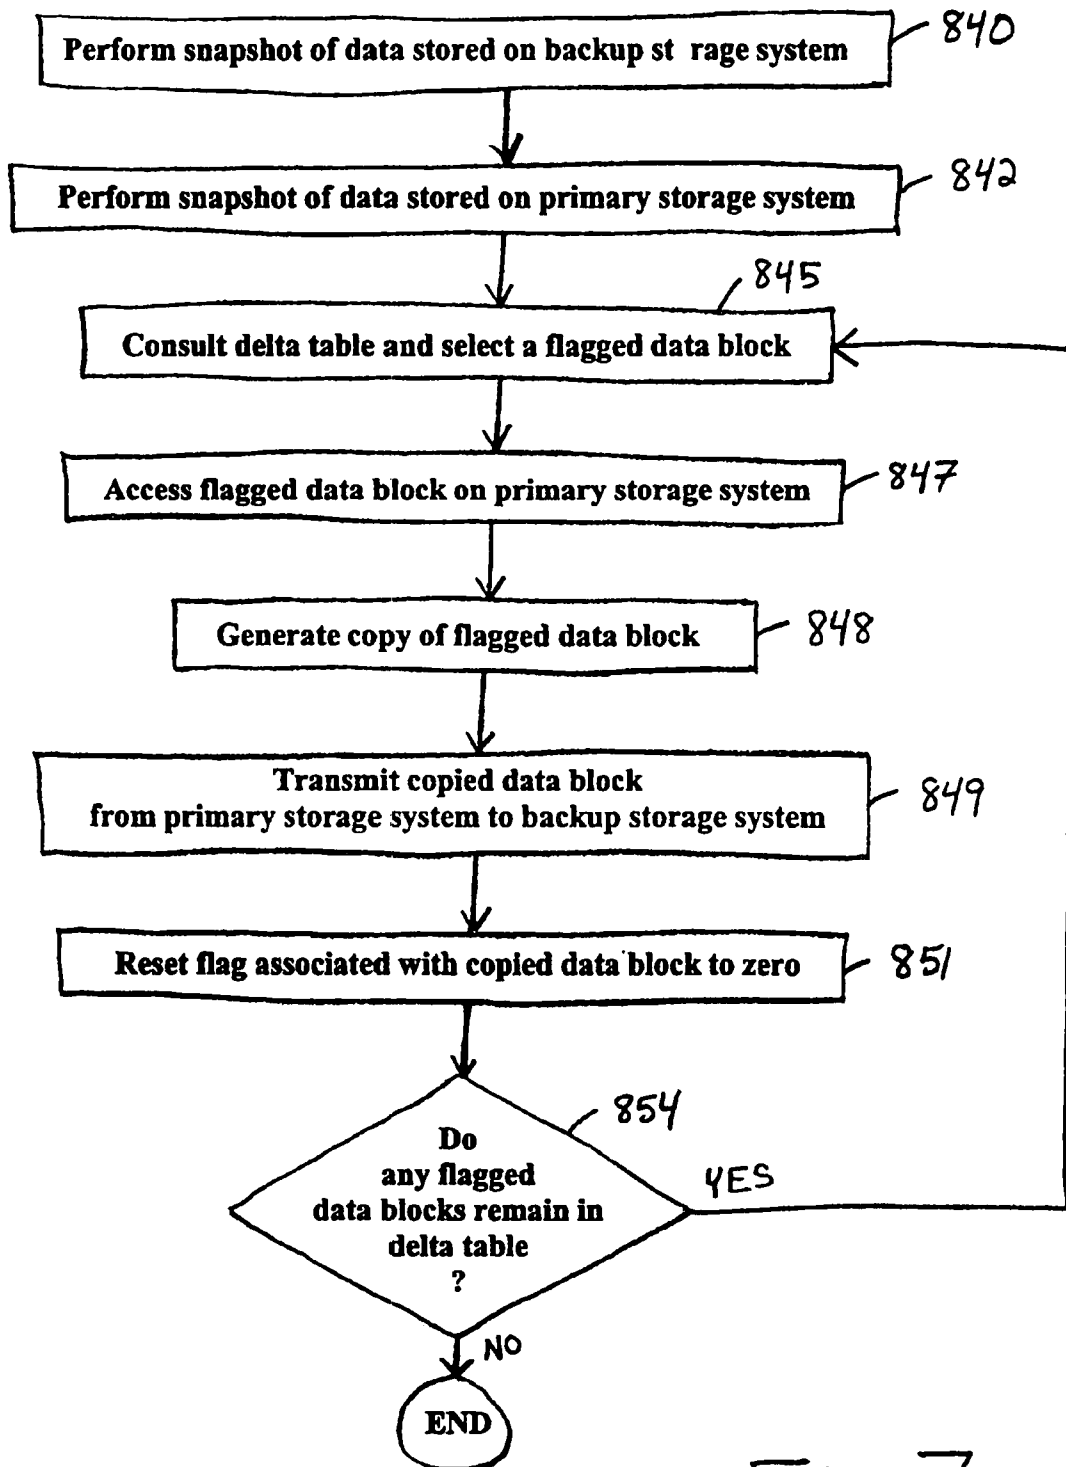 Perform snapshot of data stored on backup st rage system
840
Perform snapshot of data stored on primary storage system
842
845
Consult delta table and select a flagged data block
Access flagged data block on primary storage system
847
Generate copy of flagged data block
848
Transmit copied data block
from primary storage system to backup storage system
849
Reset flag associated with copied data block to zero
851
854
Do
any flagged
data blocks remain in
delta table
?
YES
NO
END